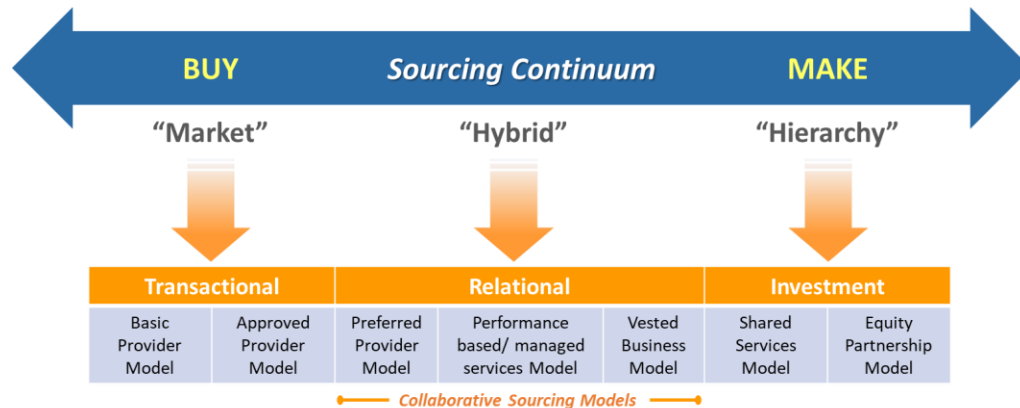 BUY Sourcing Continuum MAKE
“Market” “Hybrid” “Hierarchy”
Transactional Relational Investment
Basic Provider Model
Approved Provider Model
Preferred Provider Model
Performance based/ managed services Model
Vested Business Model
Shared Services Model
Equity Partnership Model
Collaborative Sourcing Models